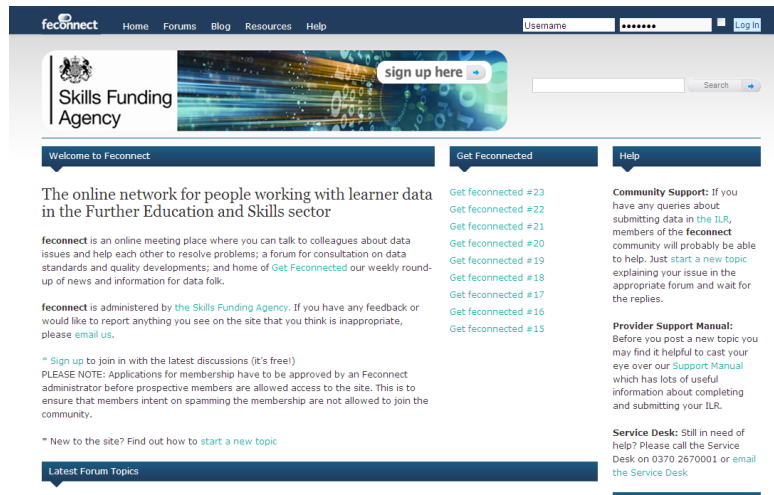 feconnect
Home Forums Blog Resources Help
Username
•••••••
Log In
Skills Funding
Agency
sign up here
Search
Welcome to Feconnect
The online network for people working with learner data
in the Further Education and Skills sector
feconnect is an online meeting place where you can talk to colleagues about data
issues and help each other to resolve problems; a forum for consultation on data
standards and quality developments; and home of Get Feconnected our weekly round-
up of news and information for data folk.
feconnect is administered by the Skills Funding Agency. If you have any feedback or
would like to report anything you see on the site that you think is inappropriate,
please email us.
* Sign up to join in with the latest discussions (it's free!)
PLEASE NOTE: Applications for membership have to be approved by an Feconnect
administrator before prospective members are allowed access to the site. This is to
ensure that members intent on spamming the membership are not allowed to join the
community.
* New to the site? Find out how to start a new topic
Latest Forum Topics
Get Feconnected
Get feconnected #23
Get feconnected #22
Get feconnected #21
Get feconnected #20
Get feconnected #19
Get feconnected #18
Get feconnected #17
Get feconnected #16
Get feconnected #15
Help
Community Support: If you
have any queries about
submitting data in the ILR,
members of the feconnect
community will probably be able
to help. Just start a new topic
explaining your issue in the
appropriate forum and wait for
the replies.
Provider Support Manual:
Before you post a new topic you
may find it helpful to cast your
eye over our Support Manual
which has lots of useful
information about completing
and submitting your ILR.
Service Desk: Still in need of
help? Please call the Service
Desk on 0370 2670001 or email
the Service Desk